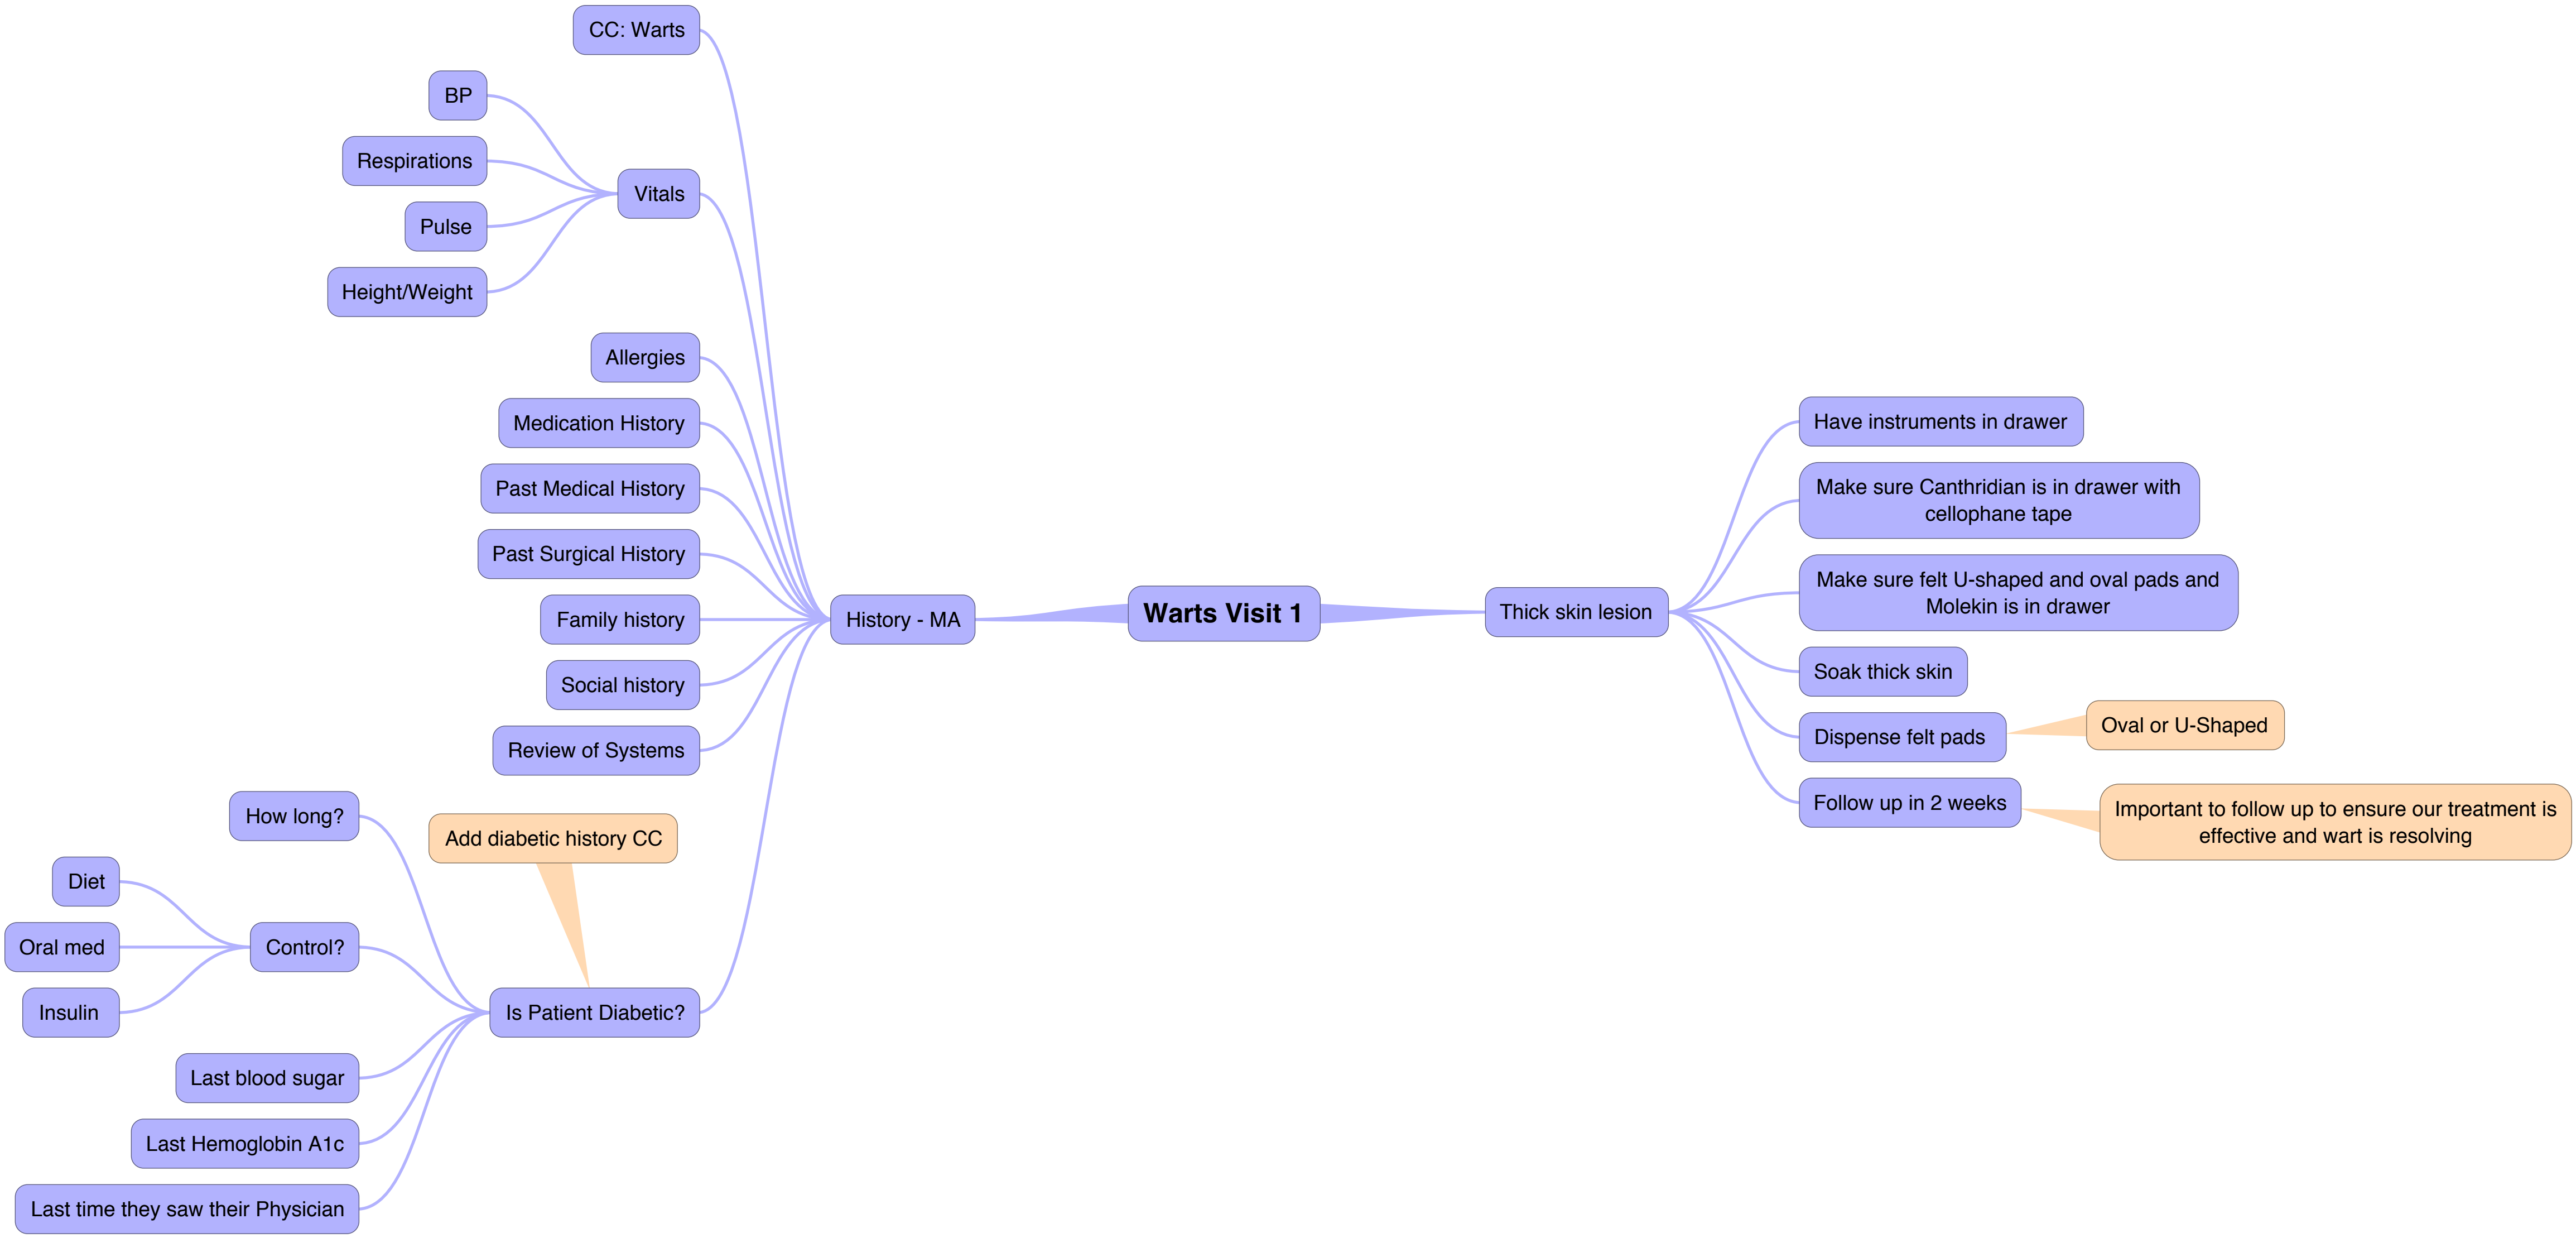 CC: Warts
BP
Respirations
Vitals
Pulse
Height/Weight
Allergies
Medication History
Past Medical History
Past Surgical History
Family history
Social history
Review of Systems
History - MA
How long?
Add diabetic history CC
Diet
Oral med
Control?
Insulin
Is Patient Diabetic?
Last blood sugar
Last Hemoglobin A1c
Last time they saw their Physician
Warts Visit 1
Thick skin lesion
Have instruments in drawer
Make sure Canthridian is in drawer with
cellophane tape
Make sure felt U-shaped and oval pads and
Molekin is in drawer
Soak thick skin
Dispense felt pads
Oval or U-Shaped
Follow up in 2 weeks
Important to follow up to ensure our treatment is
effective and wart is resolving